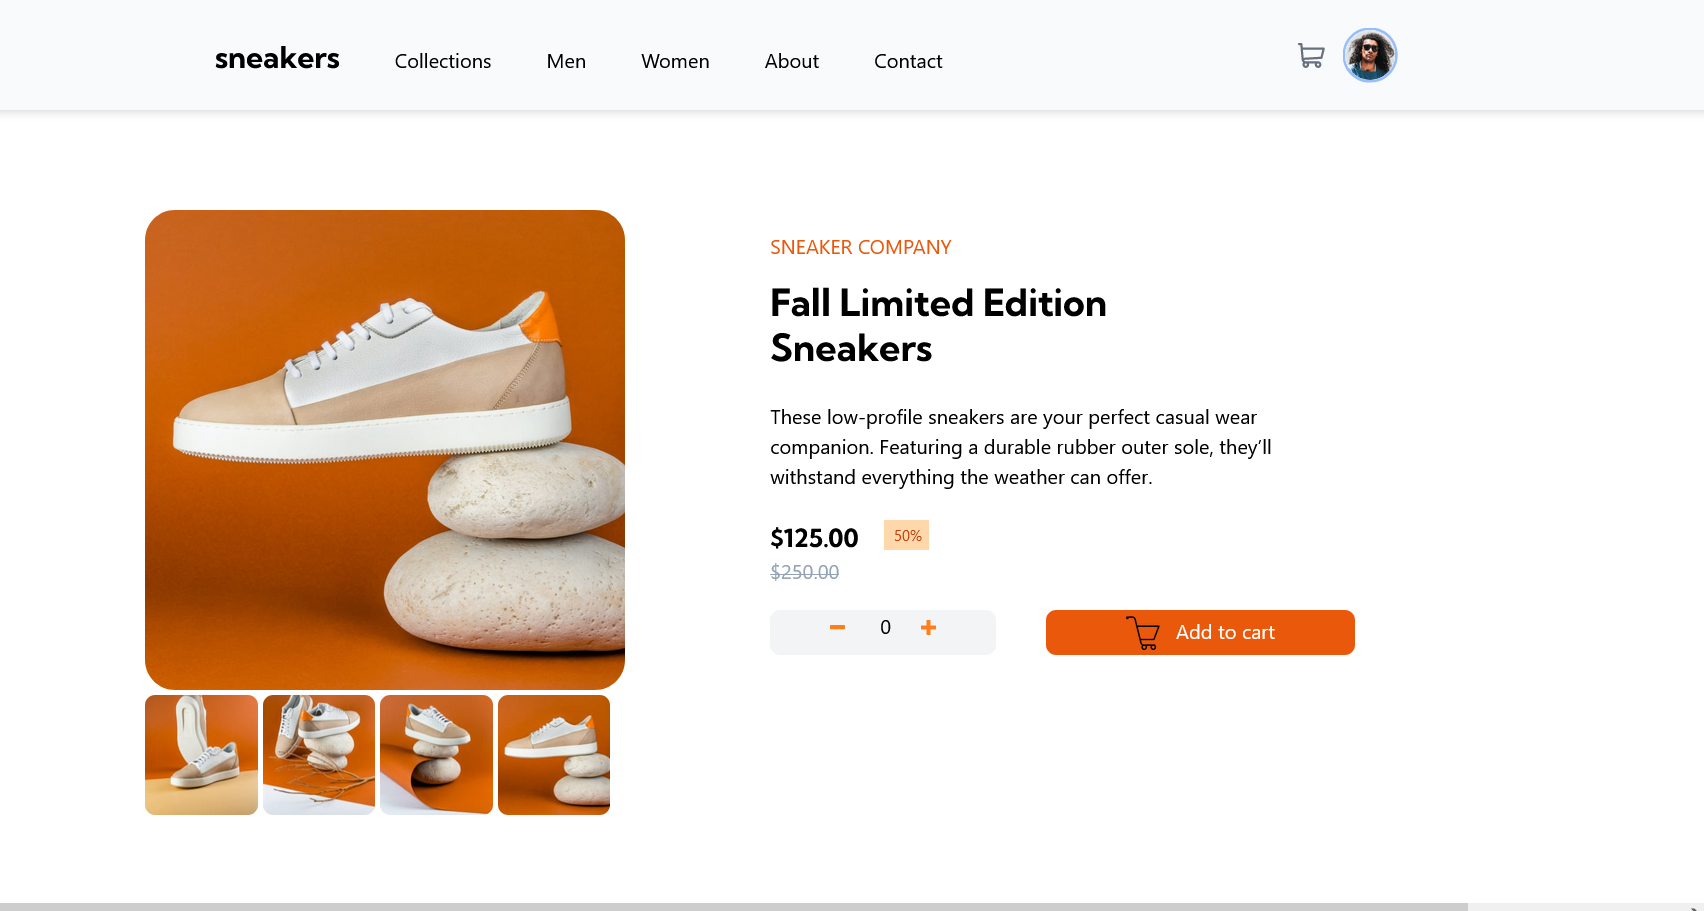 sneakers
Collections
Men
Women
About
Contact
SNEAKER COMPANY
Fall Limited Edition
Sneakers
These low-profile sneakers are your perfect casual wear
companion. Featuring a durable rubber outer sole, they’ll
withstand everything the weather can offer.
$125.00
50%
$250.00
0
Add to cart